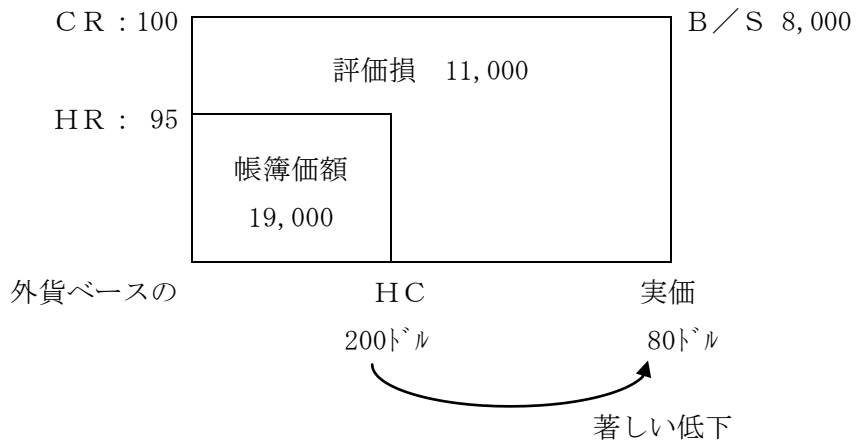 ＣＲ：100
Ｂ／Ｓ 8,000
評価損　11,000
ＨＲ： 95
帳簿価額
19,000
外貨ベースの　ＨＣ　実価
200ﾄﾞﾙ　80ﾄﾞﾙ
著しい低下